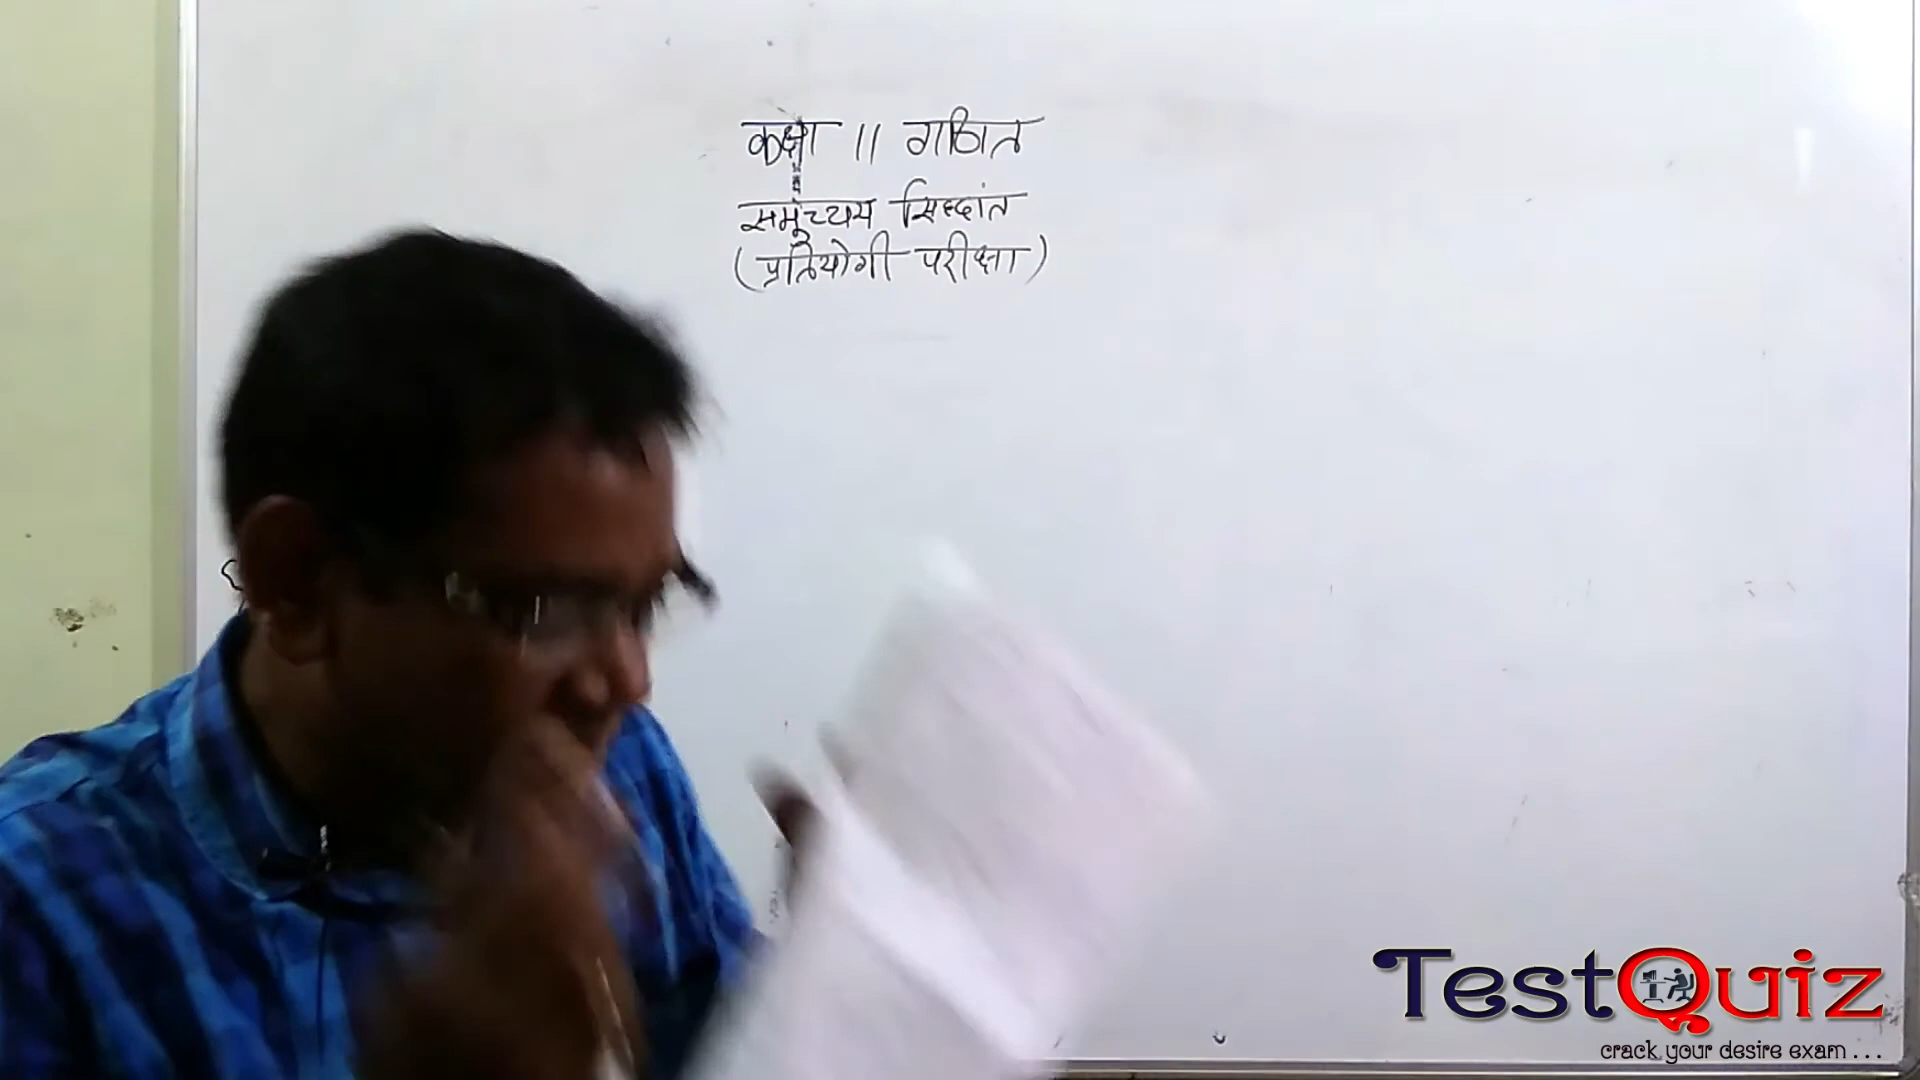 कक्षा 11 गणित
समुच्चय सिद्धांत
(प्रतियोगी परीक्षा)
TestQuiz
crack your desire exam...